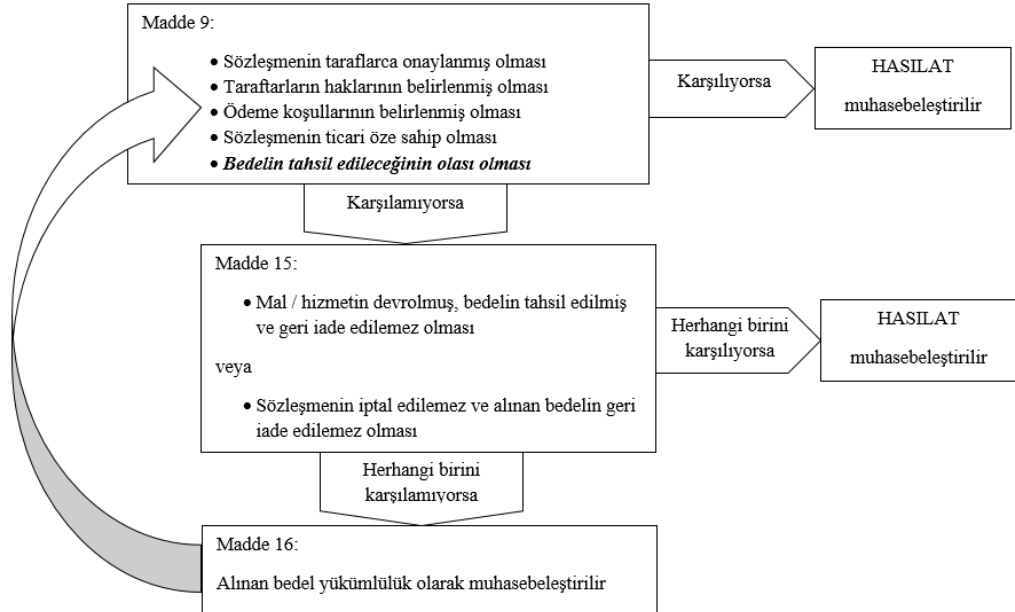 Madde 9:
• Sözleşmenin taraflarca onaylanmış olması
• Taraftarların haklarının belirlenmiş olması
• Ödeme koşullarının belirlenmiş olması
• Sözleşmenin ticari öze sahip olması
• Bedelin tahsil edileceğinin olası olması
Karşılıyorsa
HASILAT
muhasebeleştirilir
Karşılamıyorsa
Madde 15:
• Mal / hizmetin devrolmuş, bedelin tahsil edilmiş
ve geri iade edilemez olması
veya
• Sözleşmenin iptal edilemez ve alınan bedelin geri
iade edilemez olması
Herhangi birini
karşılıyorsa
HASILAT
muhasebeleştirilir
Herhangi birini
karşılamıyorsa
Madde 16:
Alınan bedel yükümlülük olarak muhasebeleştirilir